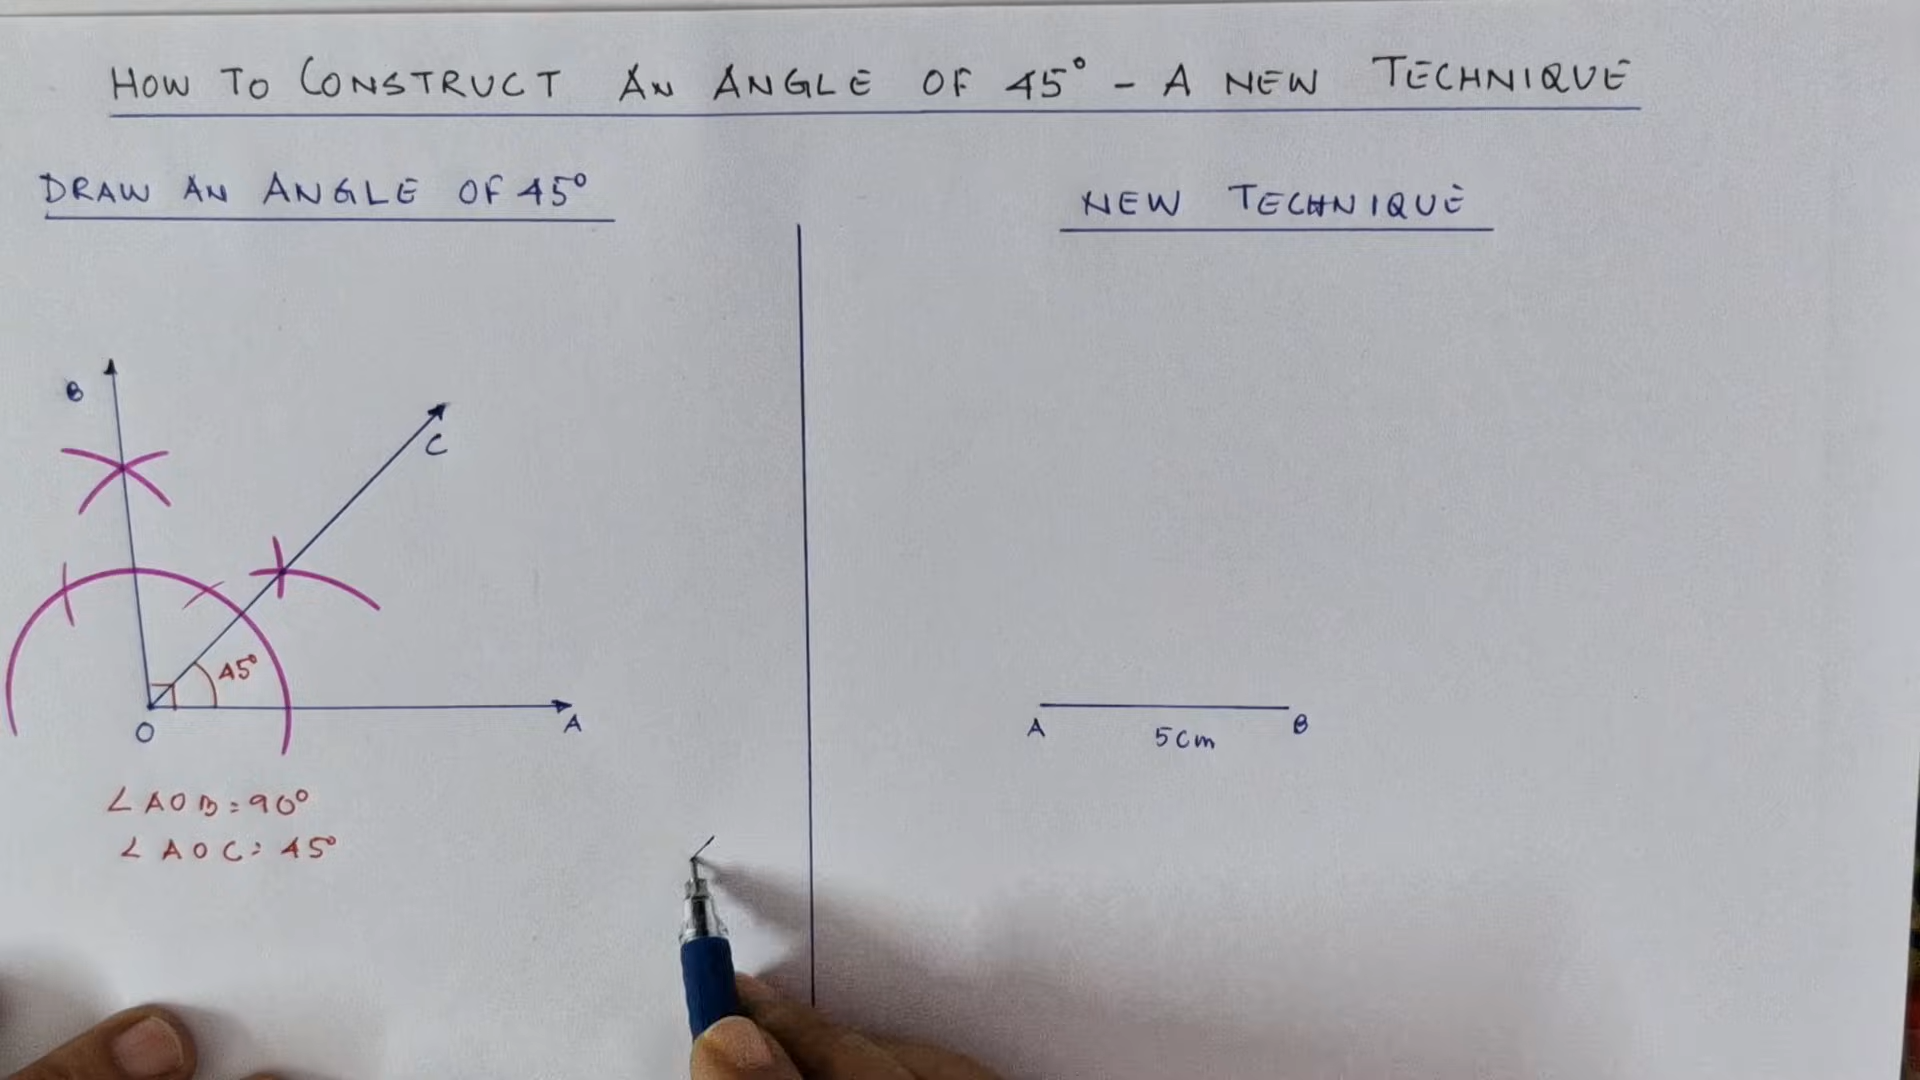 HOW TO CONSTRUCT AN ANGLE OF 45° - A NEW TECHNIQUE
DRAW AN ANGLE OF 45°
B
C
45°
O
A
∠AOB = 90°
∠AOC = 45°
NEW TECHNIQUE
A
5cm
B